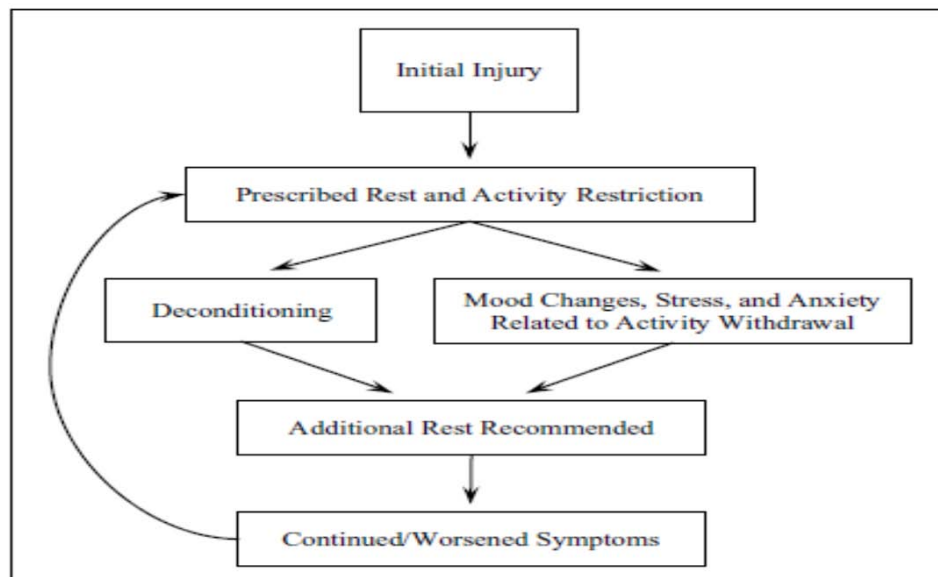 Initial Injury
Prescribed Rest and Activity Restriction
Deconditioning
Mood Changes, Stress, and Anxiety
Related to Activity Withdrawal
Additional Rest Recommended
Continued/Worsened Symptoms